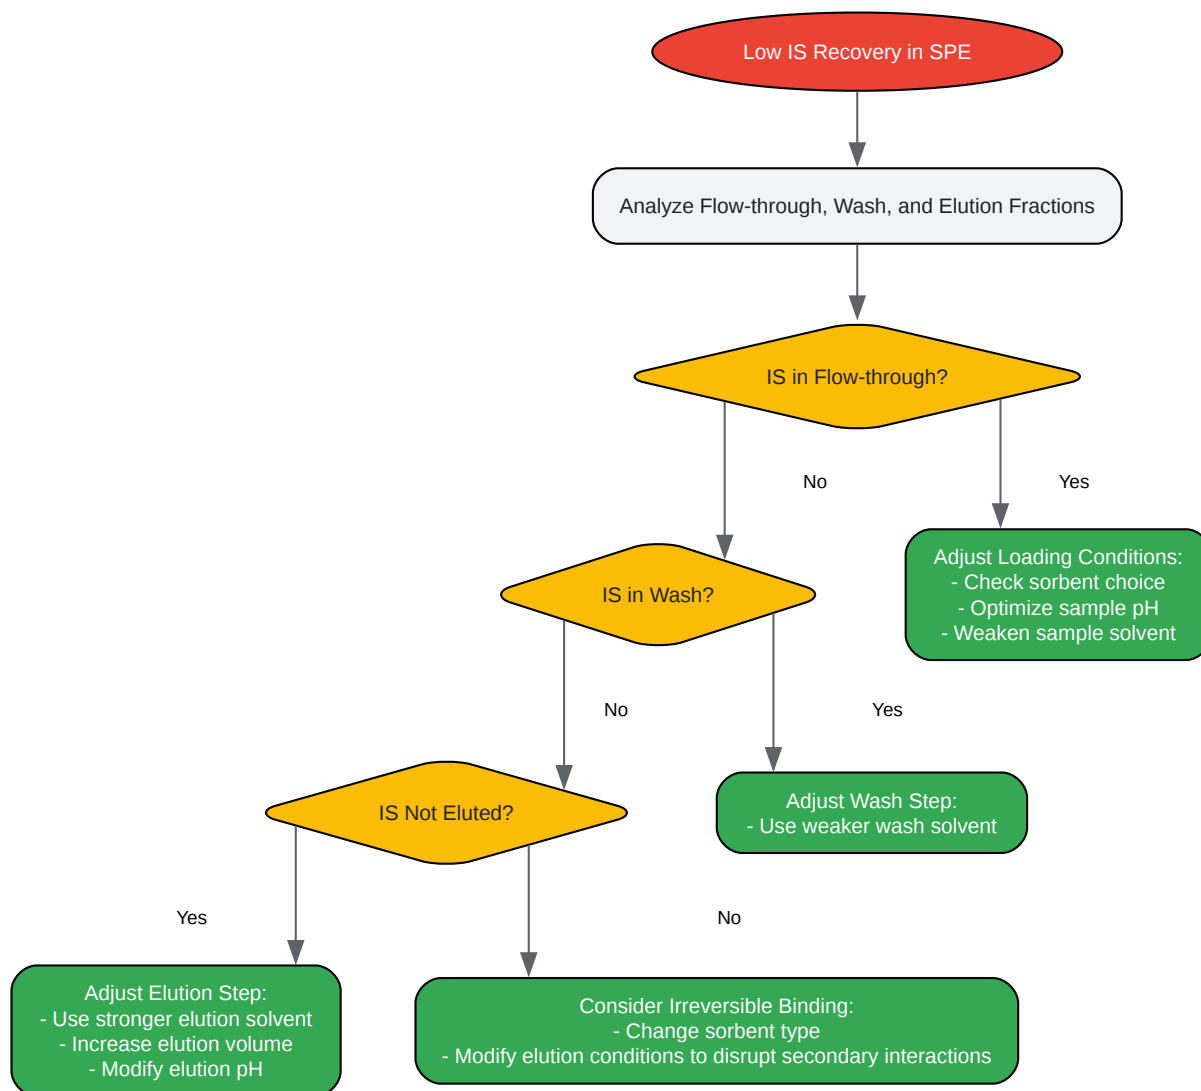 Low IS Recovery in SPE
Analyze Flow-through, Wash, and Elution Fractions
IS in Flow-through?
No
Yes
Adjust Loading Conditions:
- Check sorbent choice
- Optimize sample pH
- Weaken sample solvent
IS in Wash?
No
Yes
Adjust Wash Step:
- Use weaker wash solvent
IS Not Eluted?
Yes
No
Adjust Elution Step:
- Use stronger elution solvent
- Increase elution volume
- Modify elution pH
Consider Irreversible Binding:
- Change sorbent type
- Modify elution conditions to disrupt secondary interactions